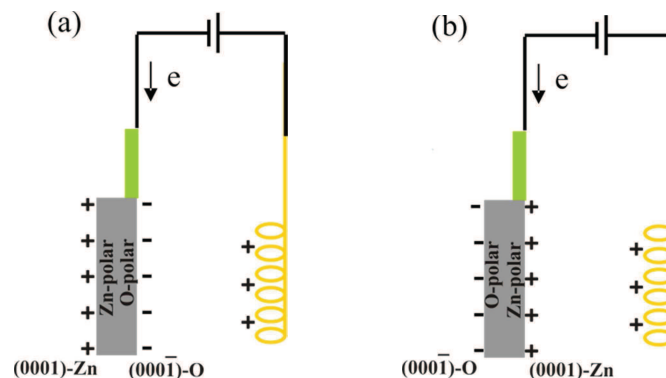 (a)
e
+ -
+ -
+ -
+ -
+ -
Zn-polar
O-polar
+
+
+
(0001)-Zn
(0001̅)-O
(b)
e
- +
- +
- +
- +
- +
O-polar
Zn-polar
+
+
+
(0001̅)-O
(0001)-Zn